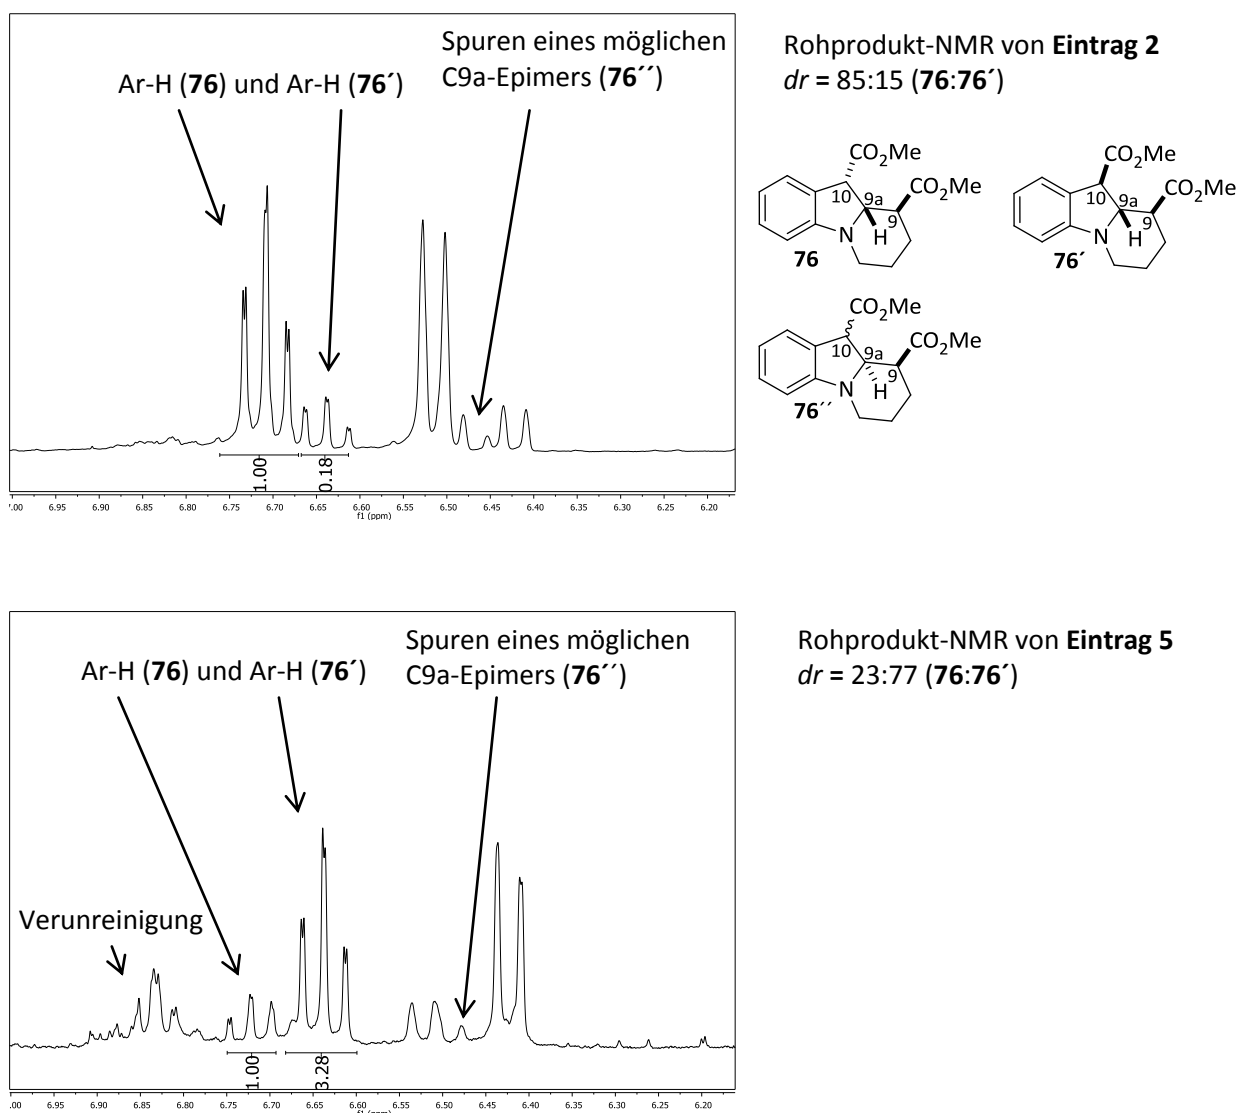 Spuren eines möglichen
C9a-Epimers (76´´)
Ar-H (76) und Ar-H (76´)
Rohprodukt-NMR von Eintrag 2
dr = 85:15 (76:76´)
CO2Me
CO2Me
10
9a
9
N
H
76
CO2Me
CO2Me
10
9a
9
N
H
76´
CO2Me
CO2Me
10
9a
9
N
H
76´´
1.00
0.18
7.00 6.95 6.90 6.85 6.80 6.75 6.70 6.65 6.60 6.55 6.50 6.45 6.40 6.35 6.30 6.25 6.20
f1 (ppm)
Spuren eines möglichen
C9a-Epimers (76´´)
Ar-H (76) und Ar-H (76´)
Rohprodukt-NMR von Eintrag 5
dr = 23:77 (76:76´)
Verunreinigung
1.00
3.28
.00 6.95 6.90 6.85 6.80 6.75 6.70 6.65 6.60 6.55 6.50 6.45 6.40 6.35 6.30 6.25 6.20
f1 (ppm)